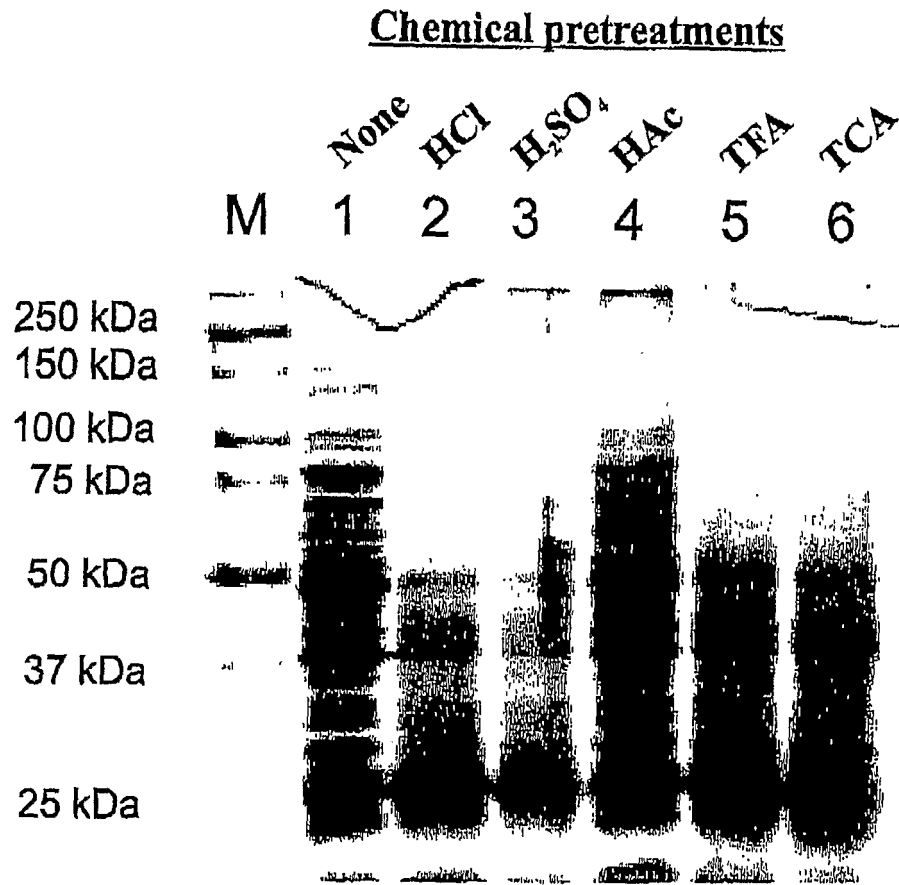 Chemical pretreatments
None HCl H₂SO₄ HAc TFA TCA
M 1 2 3 4 5 6
250 kDa
150 kDa
100 kDa
75 kDa
50 kDa
37 kDa
25 kDa